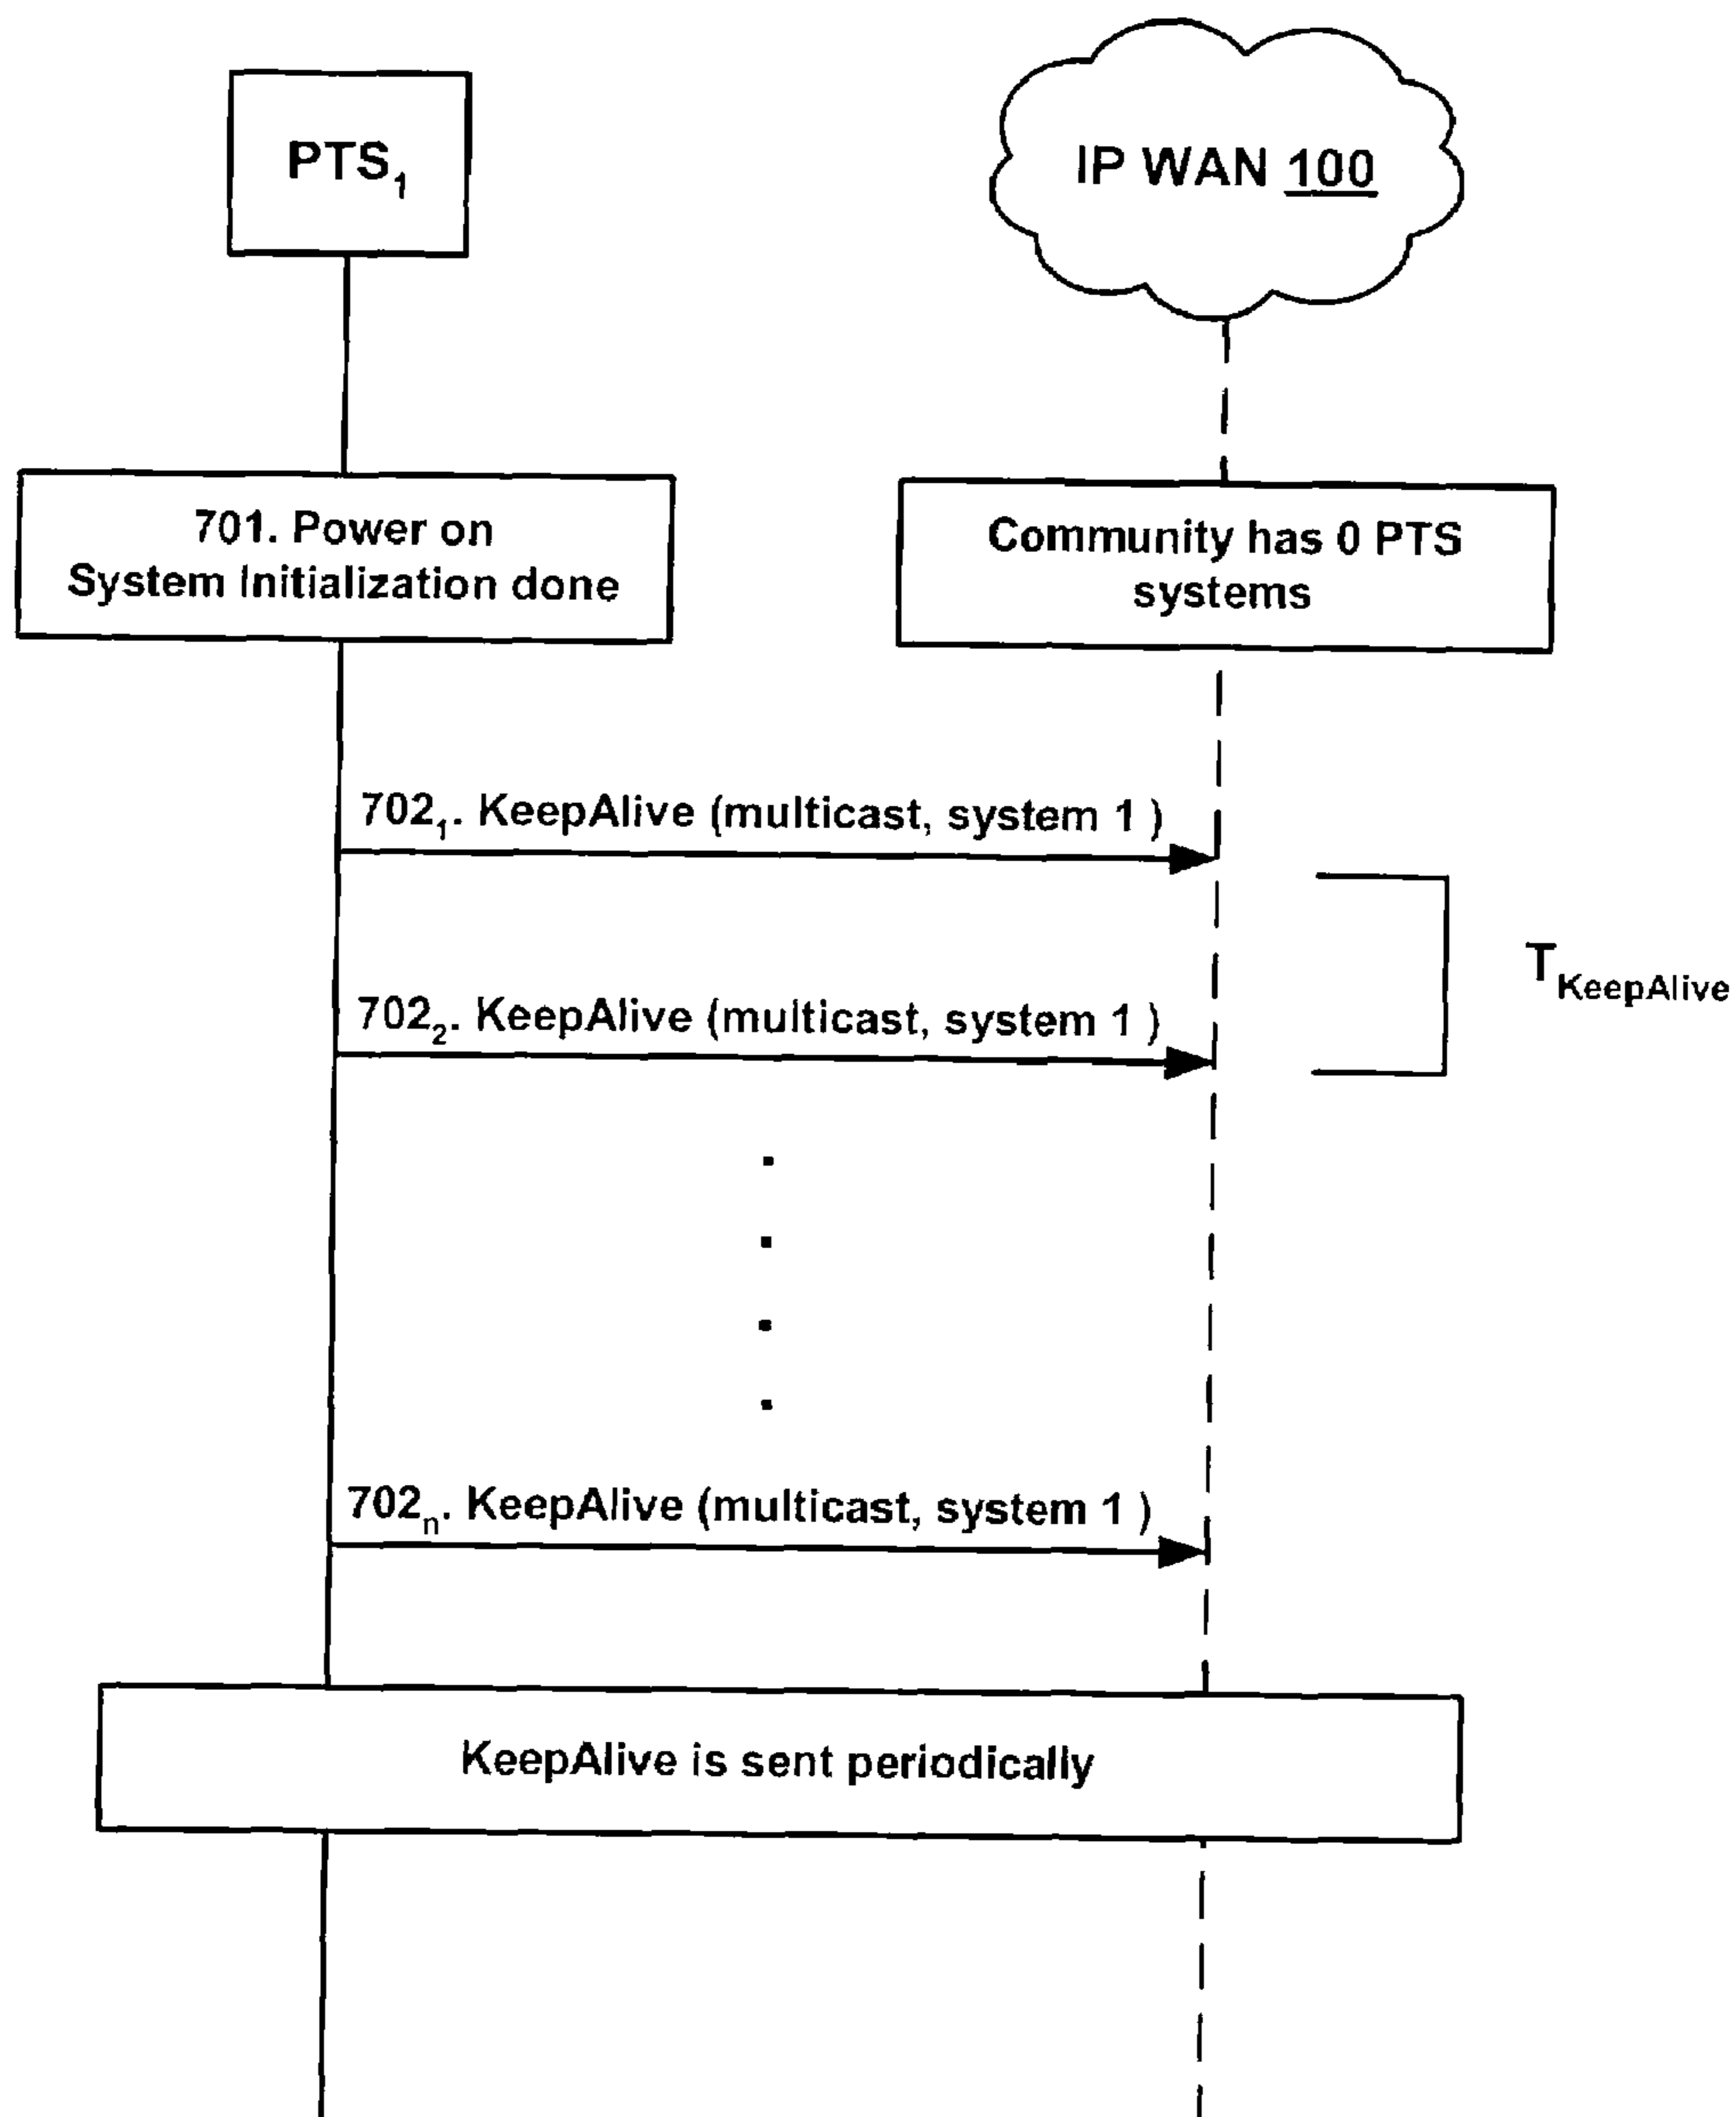 PTS₁
IP WAN 100
701. Power on
System Initialization done
Community has 0 PTS
systems
702₁. KeepAlive (multicast, system 1 )
T KeepAlive
702₂. KeepAlive (multicast, system 1 )
702ₙ. KeepAlive (multicast, system 1 )
KeepAlive is sent periodically